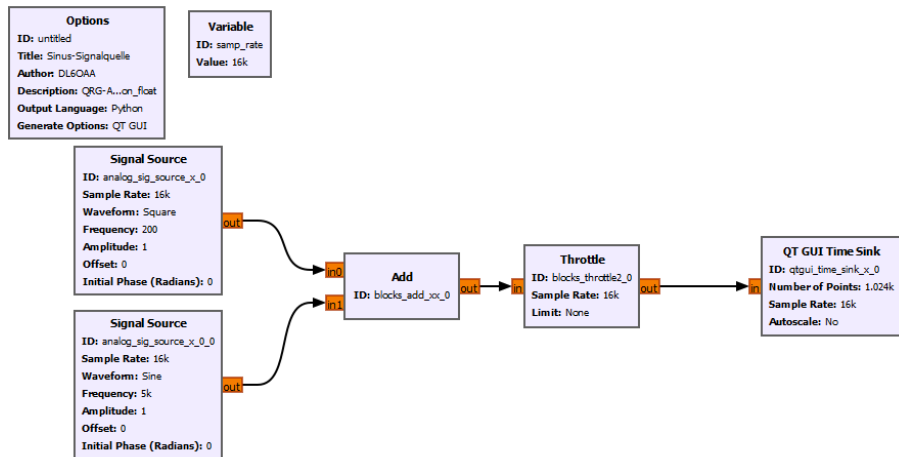 Options
ID: untitled
Title: Sinus-Signalquelle
Author: DL6OAA
Description: QRG-A...on_float
Output Language: Python
Generate Options: QT GUI
Variable
ID: samp_rate
Value: 16k
Signal Source
ID: analog_sig_source_x_0
Sample Rate: 16k
Waveform: Square
Frequency: 200
Amplitude: 1
Offset: 0
Initial Phase (Radians): 0
out
Signal Source
ID: analog_sig_source_x_0_0
Sample Rate: 16k
Waveform: Sine
Frequency: 5k
Amplitude: 1
Offset: 0
Initial Phase (Radians): 0
out
in0
in1
Add
ID: blocks_add_xx_0
out
in
Throttle
ID: blocks_throttle2_0
Sample Rate: 16k
Limit: None
out
in
QT GUI Time Sink
ID: qtgui_time_sink_x_0
Number of Points: 1.024k
Sample Rate: 16k
Autoscale: No